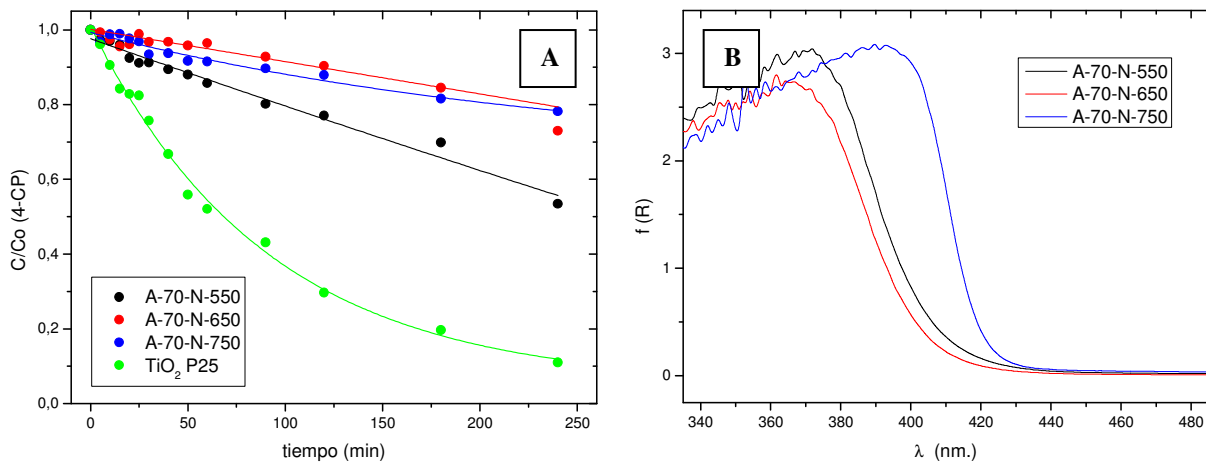 A
1,0
0,8
0,6
0,4
0,2
0,0
C/Co (4-CP)
A-70-N-550
A-70-N-650
A-70-N-750
TiO₂ P25
0 50 100 150 200 250
tiempo (min)
B
3
2
1
0
f (R)
A-70-N-550
A-70-N-650
A-70-N-750
340 360 380 400 420 440 460 480
λ (nm.)